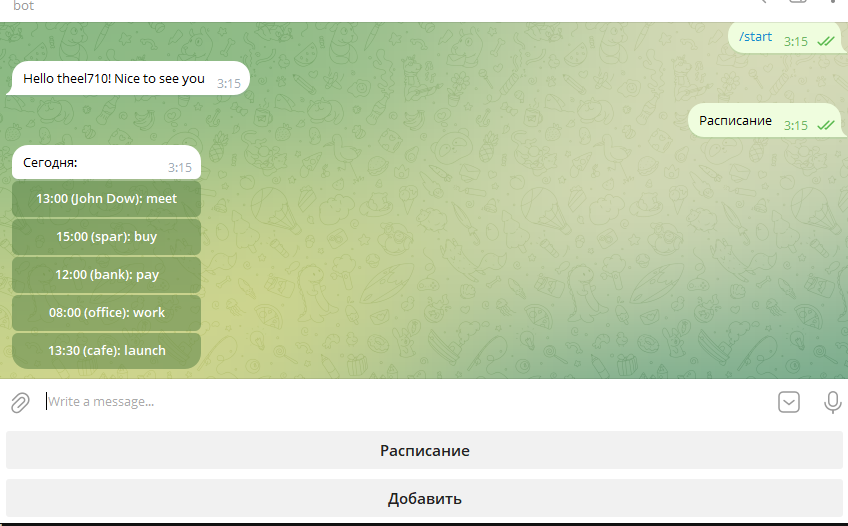 bot
/start 3:15
Hello theel710! Nice to see you 3:15
Расписание 3:15
Сегодня: 3:15
13:00 (John Dow): meet
15:00 (spar): buy
12:00 (bank): pay
08:00 (office): work
13:30 (cafe): launch
Write a message...
Расписание
Добавить